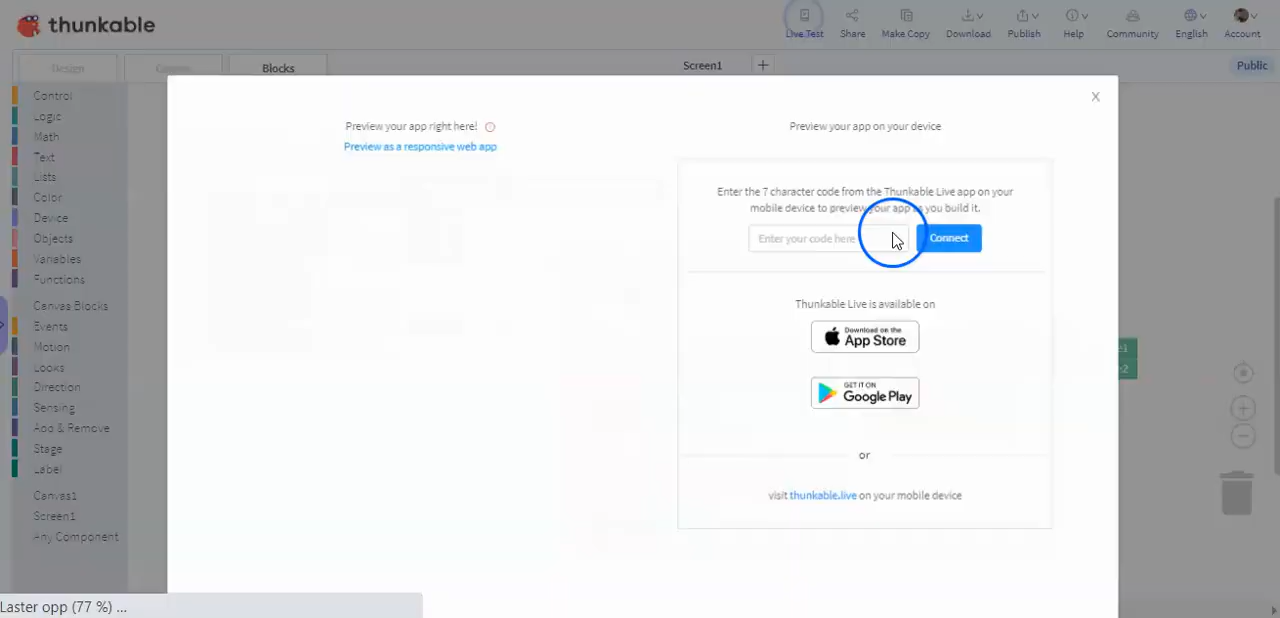 thunkable
Live Test
Share
Make Copy
Download
Publish
Help
Community
English
Account
Design
Blocks
Screen1
Public
Control
Logic
Math
Text
Lists
Color
Device
Objects
Variables
Functions
Canvas Blocks
Events
Motion
Looks
Direction
Sensing
Add & Remove
Stage
Label
Canvas1
Screen1
Any Component
X
Preview your app right here!
Preview as a responsive web app
Preview your app on your device
Enter the 7 character code from the Thunkable Live app on your
mobile device to preview your app as you build it.
Enter your code here
Connect
Thunkable Live is available on
Download on the
App Store
GET IT ON
Google Play
or
visit thunkable.live on your mobile device
Laster opp (77 %) ...